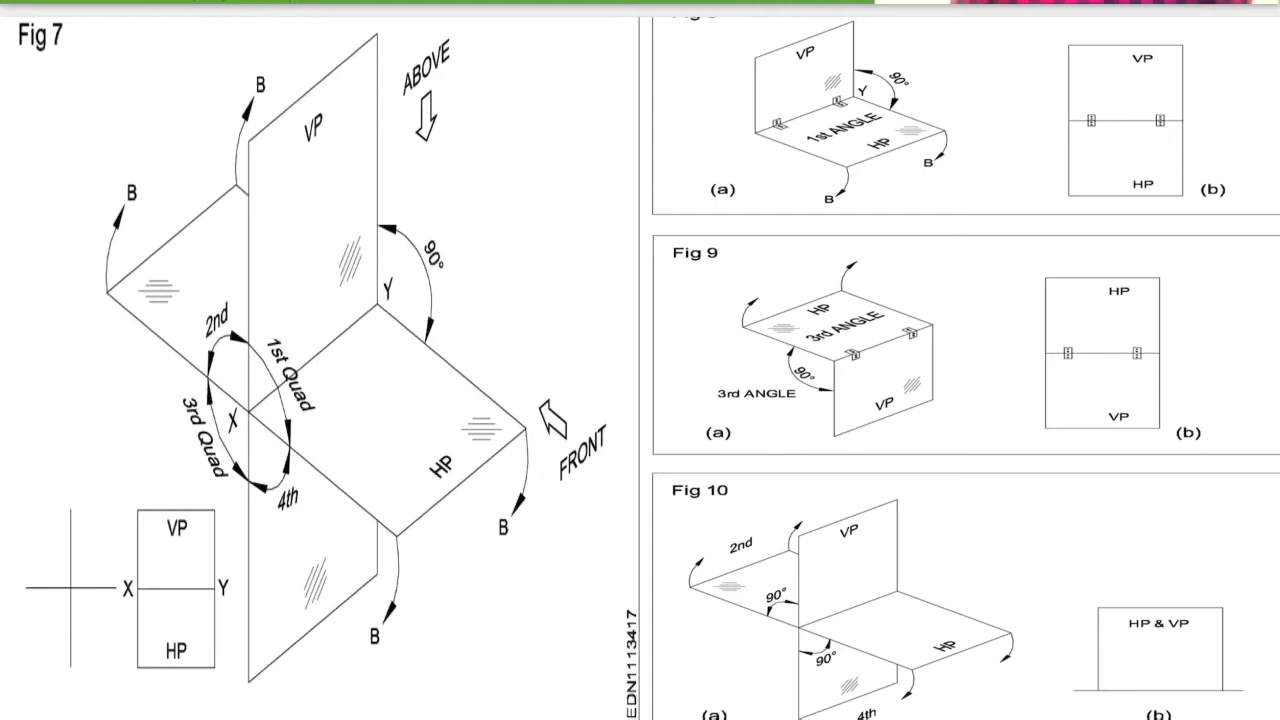 Fig 7
ABOVE
B
VP
B
90°
Y
2nd
1st Quad
X
3rd Quad
HP
FRONT
4th
B
B
VP
X
Y
HP
EDN1113417
VP
90°
Y
1st ANGLE
HP
B
B
(a)
VP
HP
(b)
Fig 9
HP
3rd ANGLE
90°
3rd ANGLE
VP
(a)
HP
VP
(b)
Fig 10
2nd
VP
90°
HP
90°
4th
(a)
HP & VP
(b)